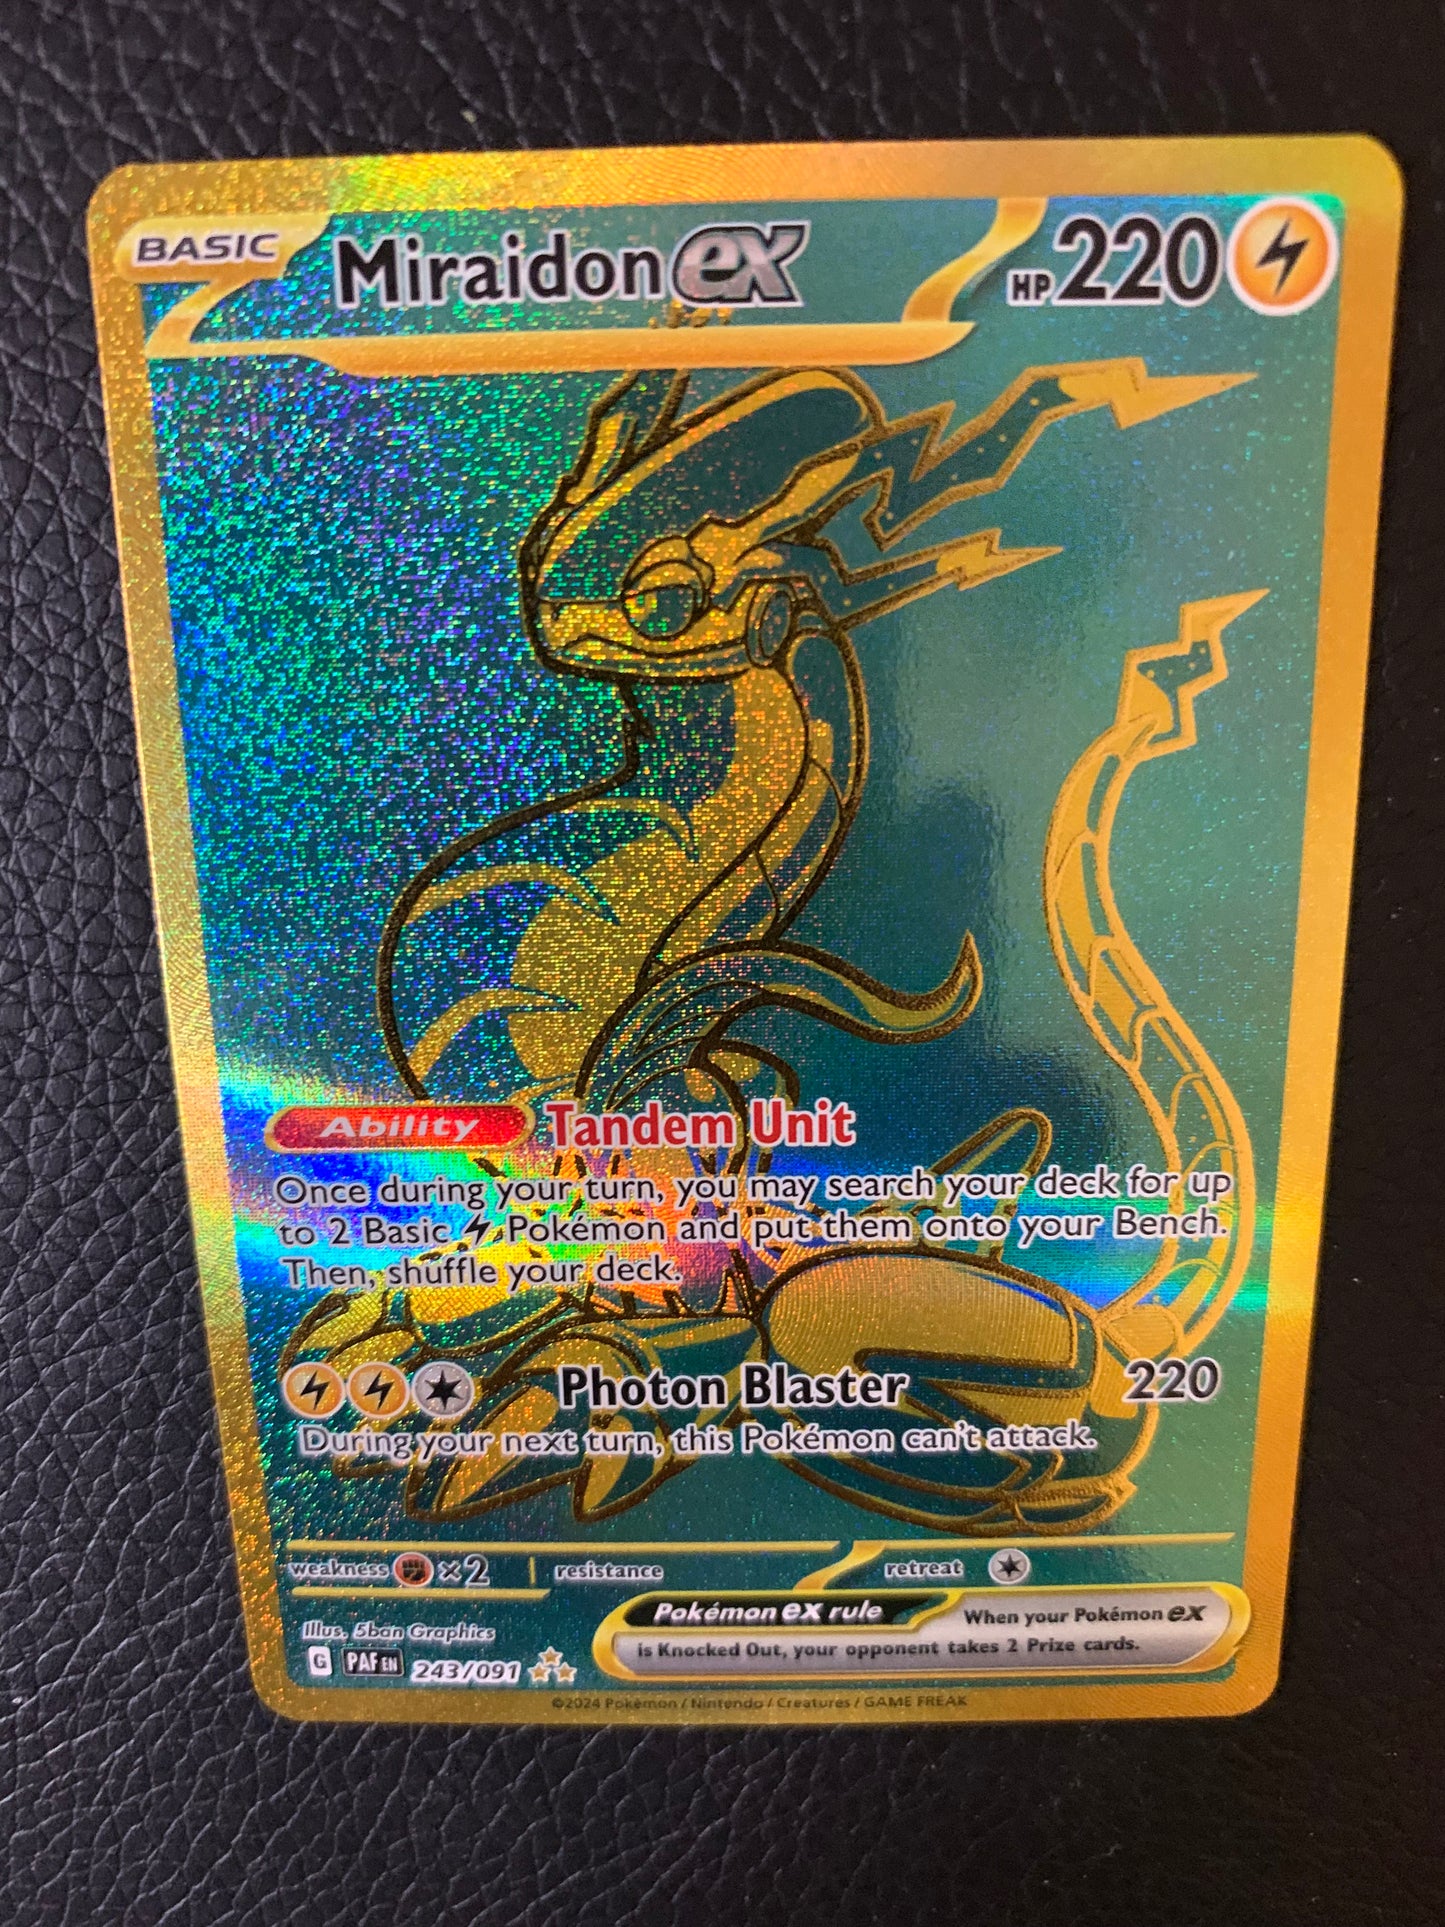 BASIC Miraidon ex HP 220
Ability Tandem Unit
Once during your turn, you may search your deck for up
to 2 Basic Pokémon and put them onto your Bench.
Then, shuffle your deck.
Photon Blaster 220
During your next turn, this Pokémon can't attack.
weakness ×2 resistance retreat
Pokémon ex rule When your Pokémon ex
is Knocked Out, your opponent takes 2 Prize cards.
Illus. 5ban Graphics
G PAF EN 243/091
©2024 Pokémon / Nintendo / Creatures / GAME FREAK